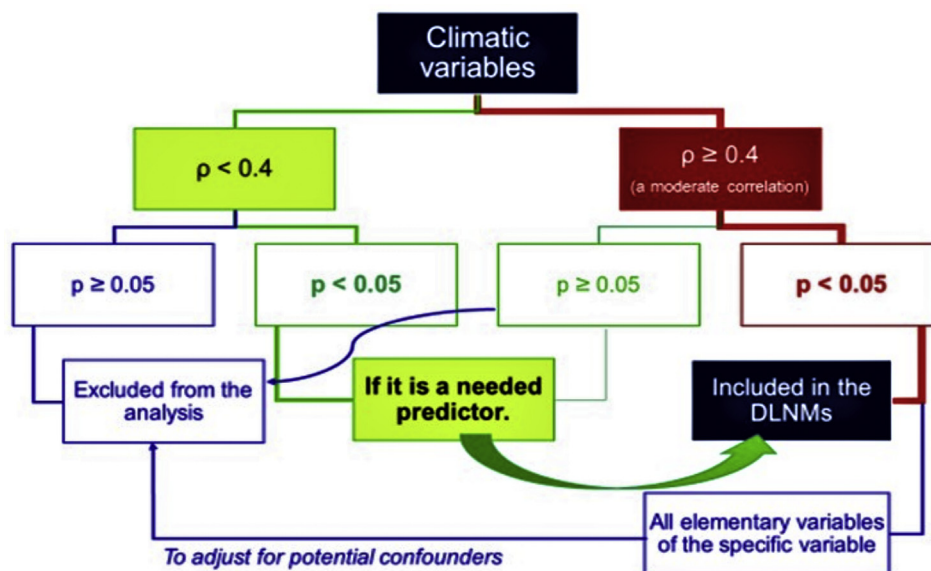 Climatic
variables
ρ < 0.4
ρ ≥ 0.4
(a moderate correlation)
p ≥ 0.05
p < 0.05
p ≥ 0.05
p < 0.05
Excluded from the
analysis
If it is a needed
predictor.
Included in the
DLNMs
All elementary variables
of the specific variable
To adjust for potential confounders